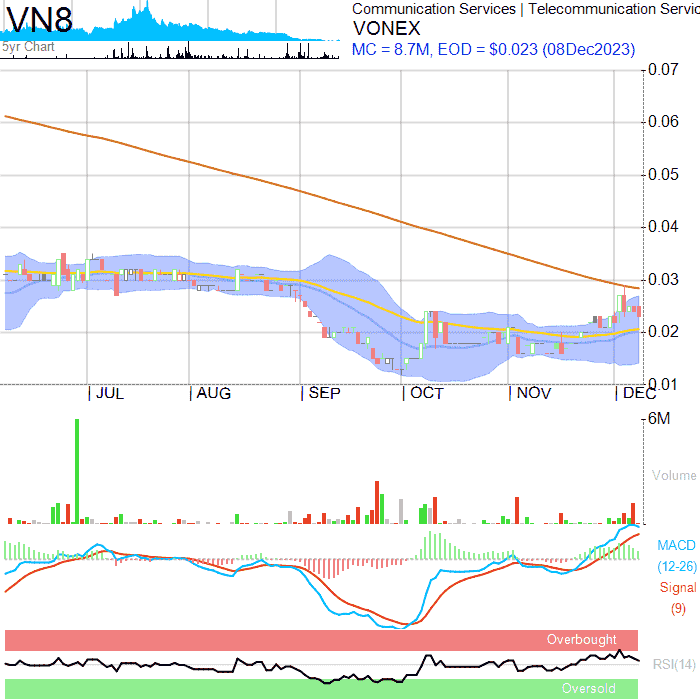 VN8
5yr Chart
Communication Services | Telecommunication Servic
VONEX
MC = 8.7M, EOD = $0.023 (08Dec2023)
0.07
0.06
0.05
0.04
0.03
0.02
0.01
JUL
AUG
SEP
OCT
NOV
DEC
6M
Volume
MACD
(12-26)
Signal
(9)
Overbought
RSI(14)
Oversold